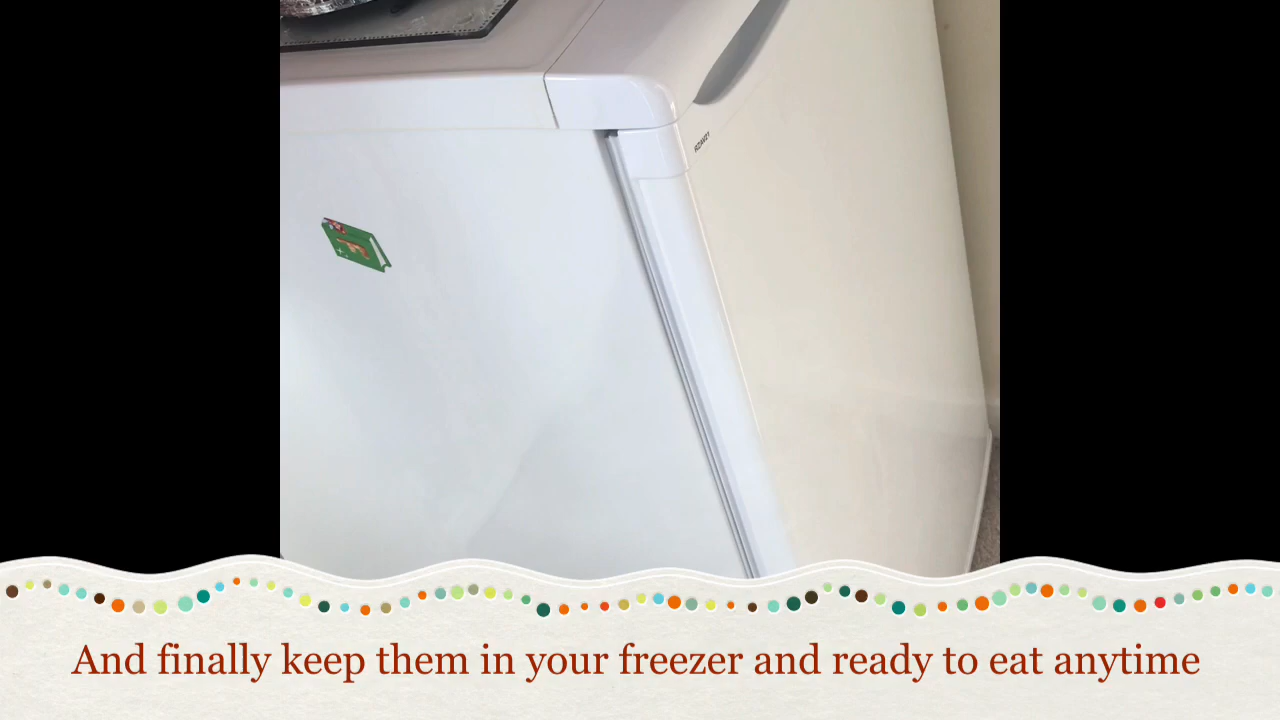 And finally keep them in your freezer and ready to eat anytime